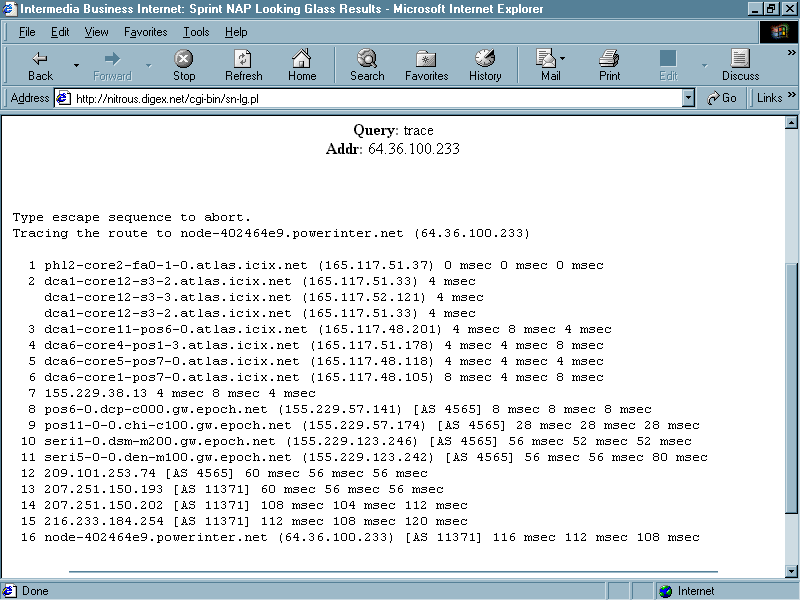 Intermedia Business Internet: Sprint NAP Looking Glass Results - Microsoft Internet Explorer
File Edit View Favorites Tools Help
Back Forward Stop Refresh Home Search Favorites History Mail Print Edit Discuss
Address http://nitrous.digex.net/cgi-bin/sn-lg.pl Go Links
Query: trace
Addr: 64.36.100.233
Type escape sequence to abort.
Tracing the route to node-402464e9.powerinter.net (64.36.100.233)
1 phl2-core2-fa0-1-0.atlas.icix.net (165.117.51.37) 0 msec 0 msec 0 msec
2 dca1-core12-s3-2.atlas.icix.net (165.117.51.33) 4 msec
dca1-core12-s3-3.atlas.icix.net (165.117.52.121) 4 msec
dca1-core12-s3-2.atlas.icix.net (165.117.51.33) 4 msec
3 dca1-core11-pos6-0.atlas.icix.net (165.117.48.201) 4 msec 8 msec 4 msec
4 dca6-core4-pos1-3.atlas.icix.net (165.117.51.178) 4 msec 4 msec 8 msec
5 dca6-core5-pos7-0.atlas.icix.net (165.117.48.118) 4 msec 4 msec 4 msec
6 dca6-core1-pos7-0.atlas.icix.net (165.117.48.105) 8 msec 4 msec 8 msec
7 155.229.38.13 4 msec 8 msec 4 msec
8 pos6-0.dcp-c000.gw.epoch.net (155.229.57.141) [AS 4565] 8 msec 8 msec 8 msec
9 pos11-0-0.chi-c100.gw.epoch.net (155.229.57.174) [AS 4565] 28 msec 28 msec 28 msec
10 seri1-0.dsm-m200.gw.epoch.net (155.229.123.246) [AS 4565] 56 msec 52 msec 52 msec
11 seri5-0-0.den-m100.gw.epoch.net (155.229.123.242) [AS 4565] 56 msec 56 msec 80 msec
12 209.101.253.74 [AS 4565] 60 msec 56 msec 56 msec
13 207.251.150.193 [AS 11371] 60 msec 56 msec 56 msec
14 207.251.150.202 [AS 11371] 108 msec 104 msec 112 msec
15 216.233.184.254 [AS 11371] 112 msec 108 msec 120 msec
16 node-402464e9.powerinter.net (64.36.100.233) [AS 11371] 116 msec 112 msec 108 msec
Done Internet